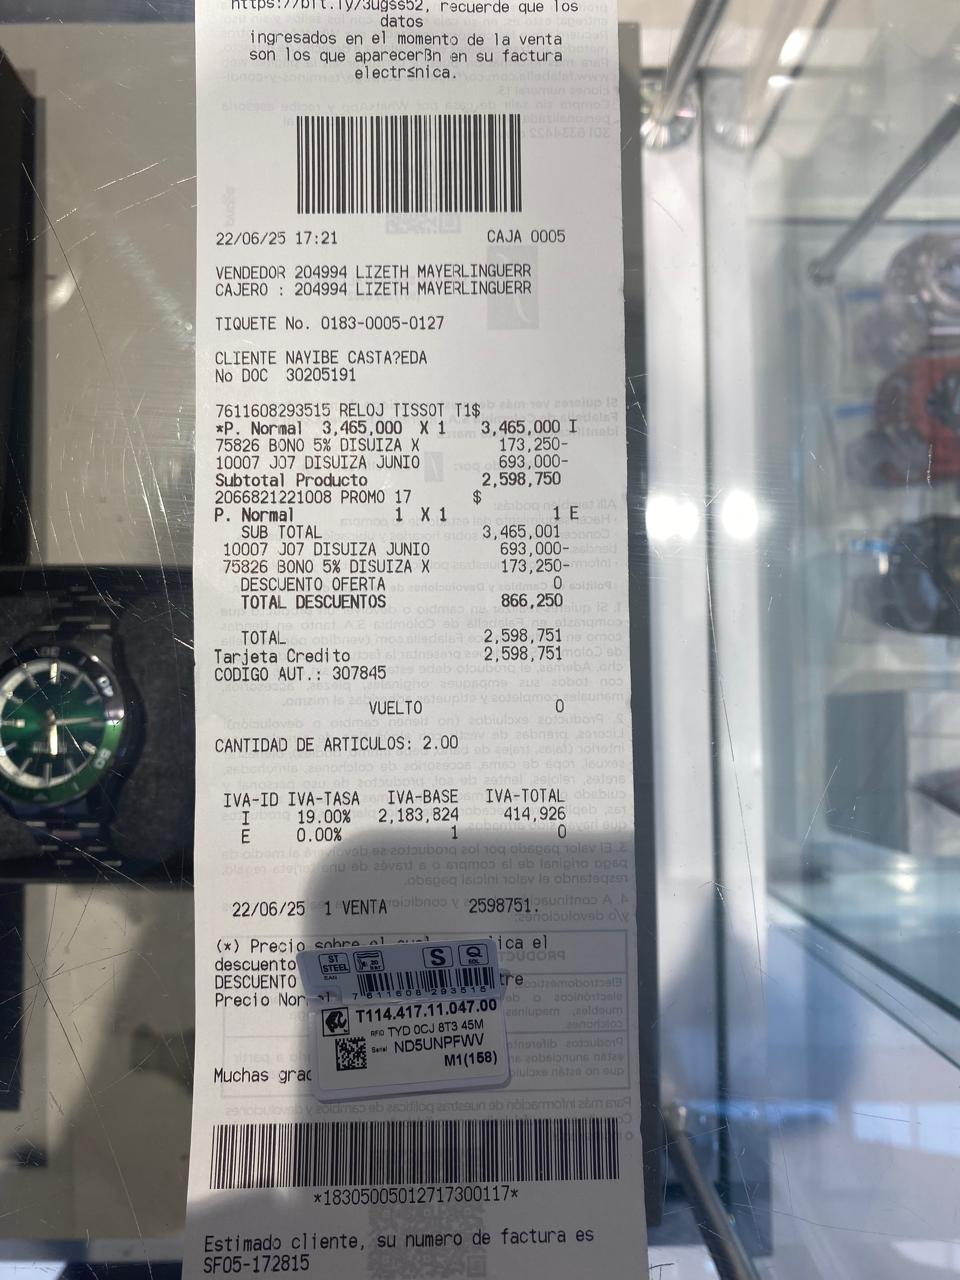 https://bit.ly/3ugss52, recuerde que los
datos
ingresados en el momento de la venta
son los que aparecerßn en su factura
electr≤nica.
22/06/25 17:21 CAJA 0005
VENDEDOR 204994 LIZETH MAYERLINGUERR
CAJERO : 204994 LIZETH MAYERLINGUERR
TIQUETE No. 0183-0005-0127
CLIENTE NAYIBE CASTA?EDA
No DOC 30205191
7611608293515 RELOJ TISSOT T1$
*P. Normal 3,465,000 X 1 3,465,000 I
75826 BONO 5% DISUIZA X 173,250-
10007 J07 DISUIZA JUNIO 693,000-
Subtotal Producto 2,598,750
2066821221008 PROMO 17 $
P. Normal 1 X 1 1 E
SUB TOTAL 3,465,001
10007 J07 DISUIZA JUNIO 693,000-
75826 BONO 5% DISUIZA X 173,250-
DESCUENTO OFERTA 0
TOTAL DESCUENTOS 866,250
TOTAL 2,598,751
Tarjeta Credito 2,598,751
CODIGO AUT.: 307845
VUELTO 0
CANTIDAD DE ARTICULOS: 2.00
IVA-ID IVA-TASA IVA-BASE IVA-TOTAL
I 19.00% 2,183,824 414,926
E 0.00% 1 0
22/06/25 1 VENTA 2598751.
(*) Precio sobre el el
descuento
DESCUENTO
Precio
Muchas
ST STEEL S Q
7 611608 293515
T114.417.11.047.00
RFID TYD 0CJ 8T3 45M
Serial ND5UNPFWV
M1(158)
*18305005012717300117*
Estimado cliente, su numero de factura es
SF05-172815